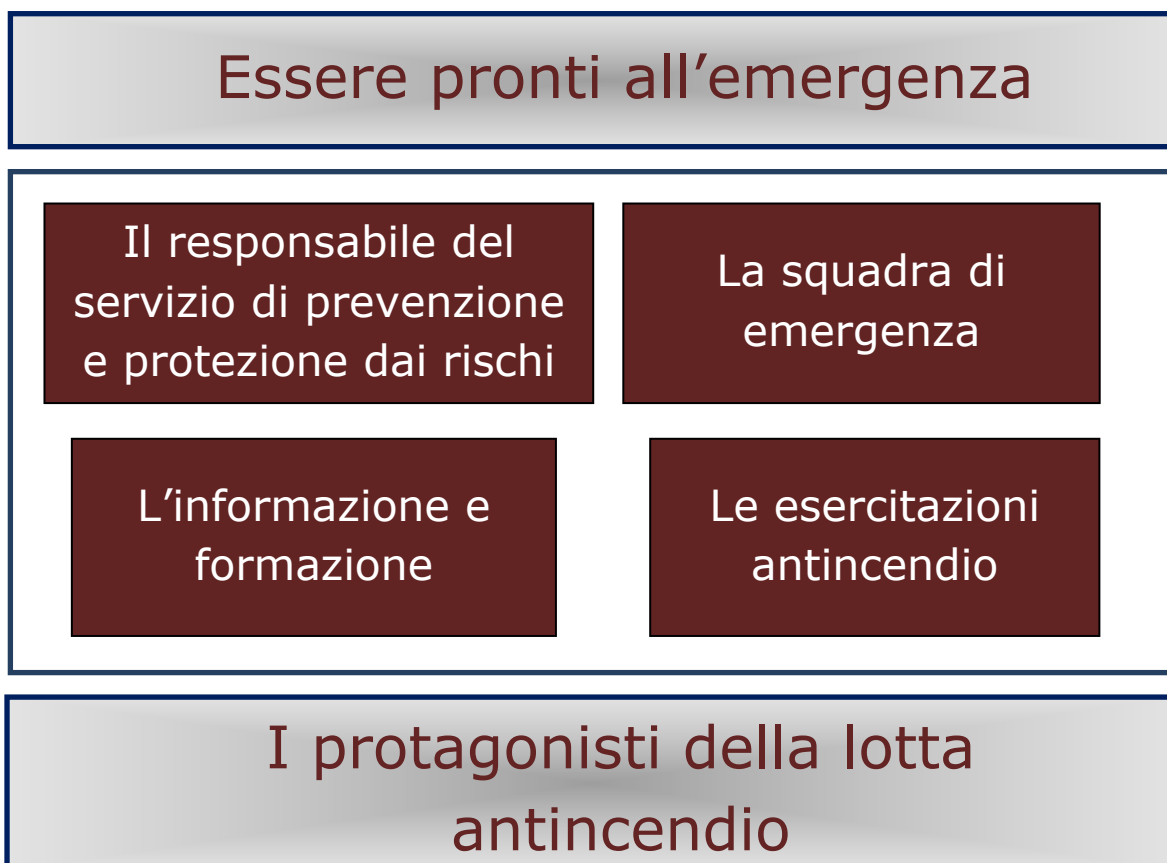 Essere pronti all’emergenza
Il responsabile del
servizio di prevenzione
e protezione dai rischi
La squadra di
emergenza
L’informazione e
formazione
Le esercitazioni
antincendio
I protagonisti della lotta
antincendio